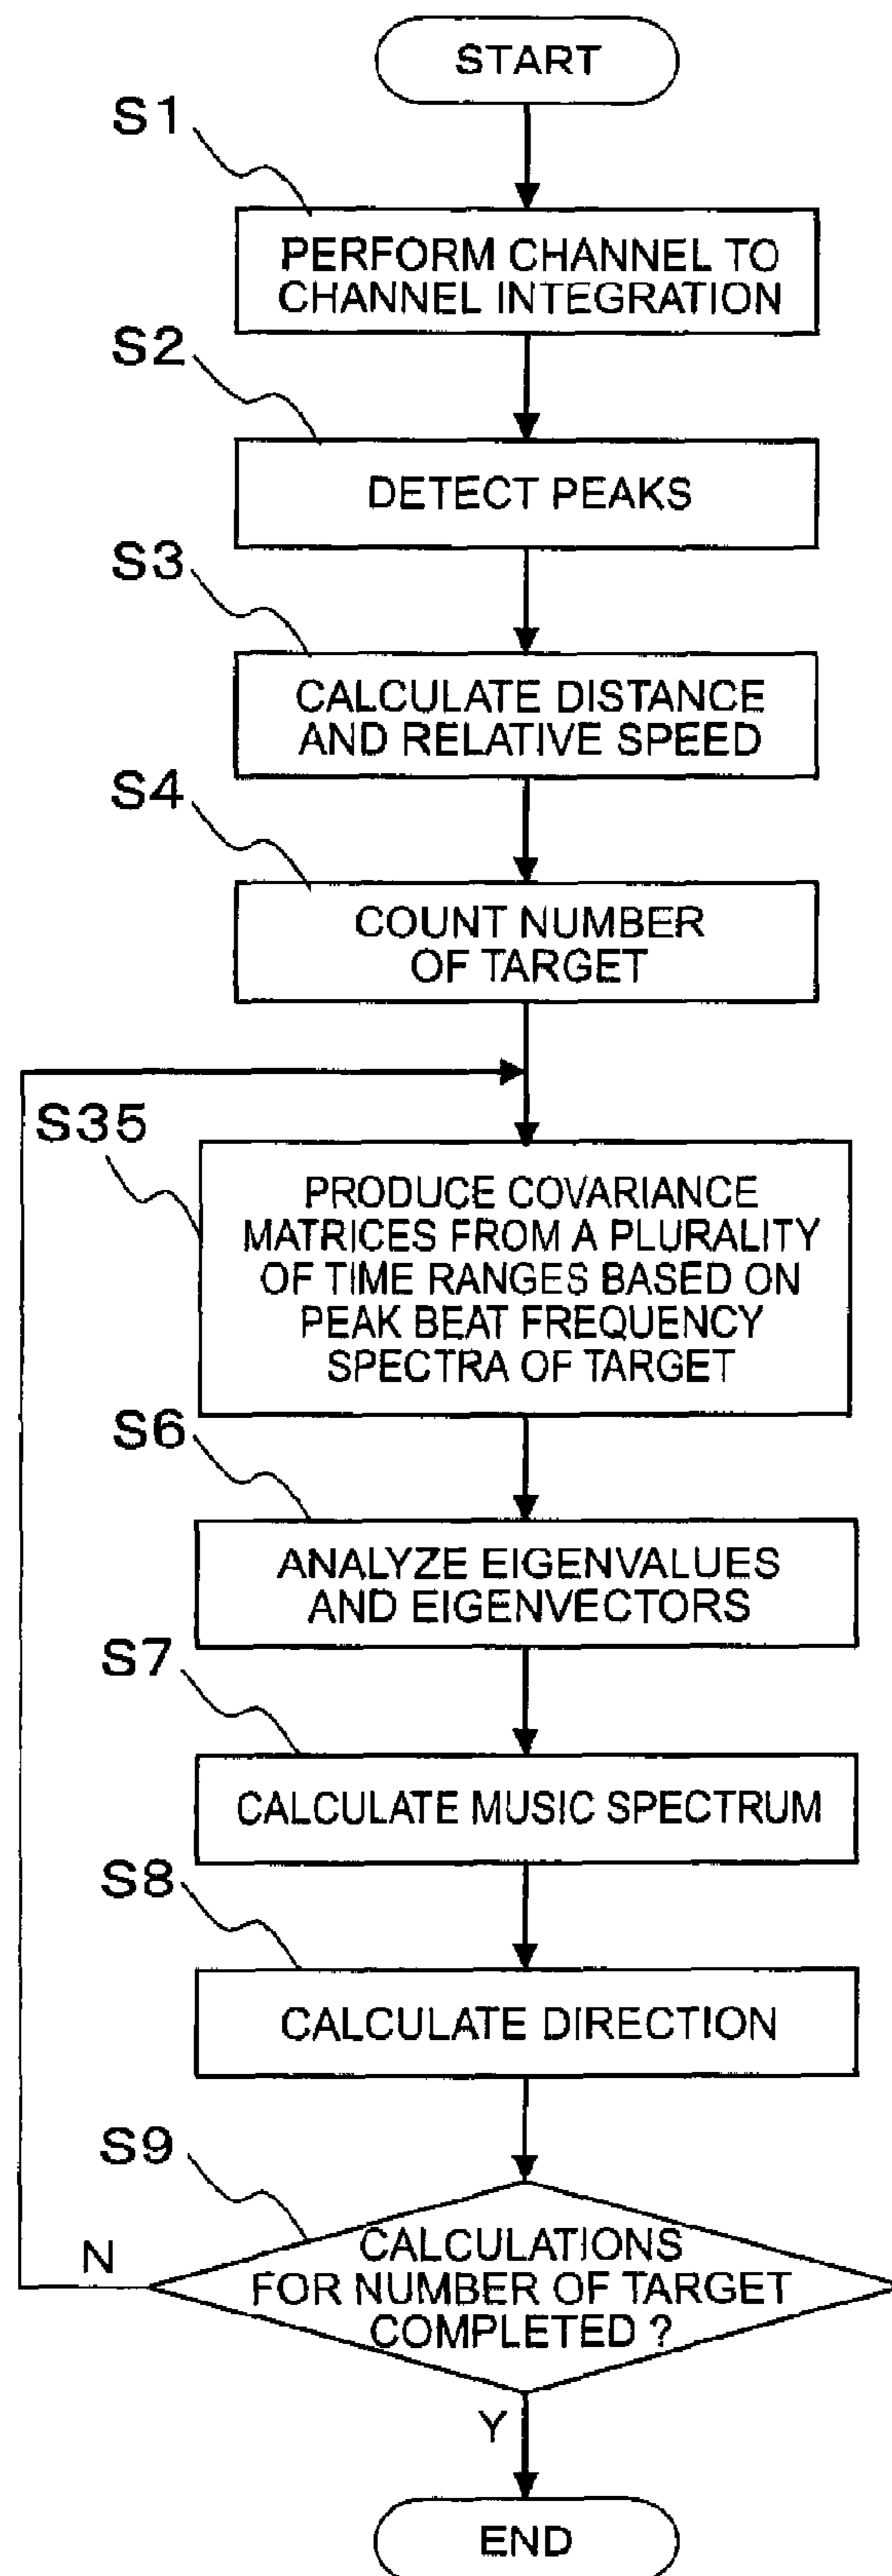 START
S1
PERFORM CHANNEL TO
CHANNEL INTEGRATION
S2
DETECT PEAKS
S3
CALCULATE DISTANCE
AND RELATIVE SPEED
S4
COUNT NUMBER
OF TARGET
S35
PRODUCE COVARIANCE
MATRICES FROM A PLURALITY
OF TIME RANGES BASED ON
PEAK BEAT FREQUENCY
SPECTRA OF TARGET
S6
ANALYZE EIGENVALUES
AND EIGENVECTORS
S7
CALCULATE MUSIC SPECTRUM
S8
CALCULATE DIRECTION
S9
CALCULATIONS
FOR NUMBER OF TARGET
COMPLETED ?
N
Y
END